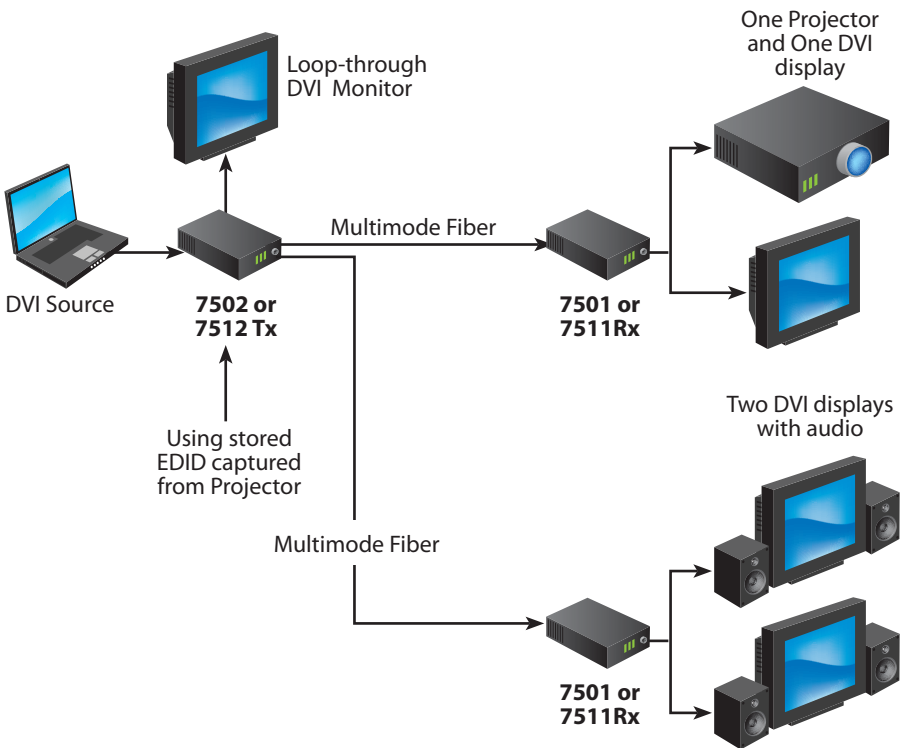 One Projector
and One DVI
display
Loop-through
DVI Monitor
Multimode Fiber
DVI Source
7502 or
7512 Tx
7501 or
7511Rx
Using stored
EDID captured
from Projector
Two DVI displays
with audio
Multimode Fiber
7501 or
7511Rx